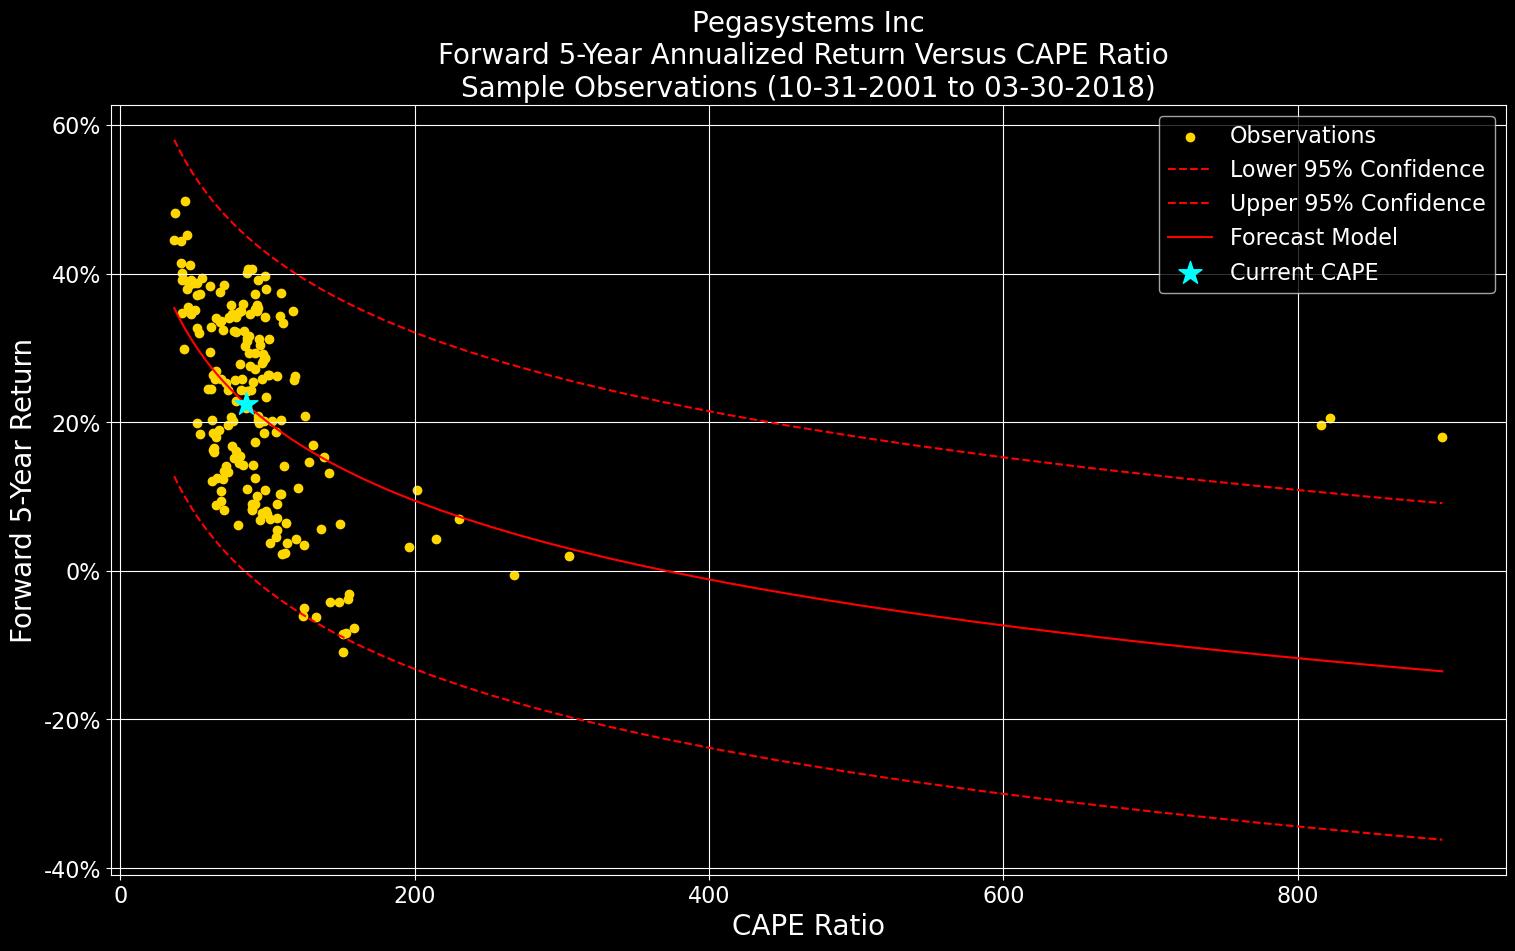 Pegasystems Inc
Forward 5-Year Annualized Return Versus CAPE Ratio
Sample Observations (10-31-2001 to 03-30-2018)
Observations
Lower 95% Confidence
Upper 95% Confidence
Forecast Model
Current CAPE
Forward 5-Year Return
60%
40%
20%
0%
-20%
-40%
0
200
400
600
800
CAPE Ratio